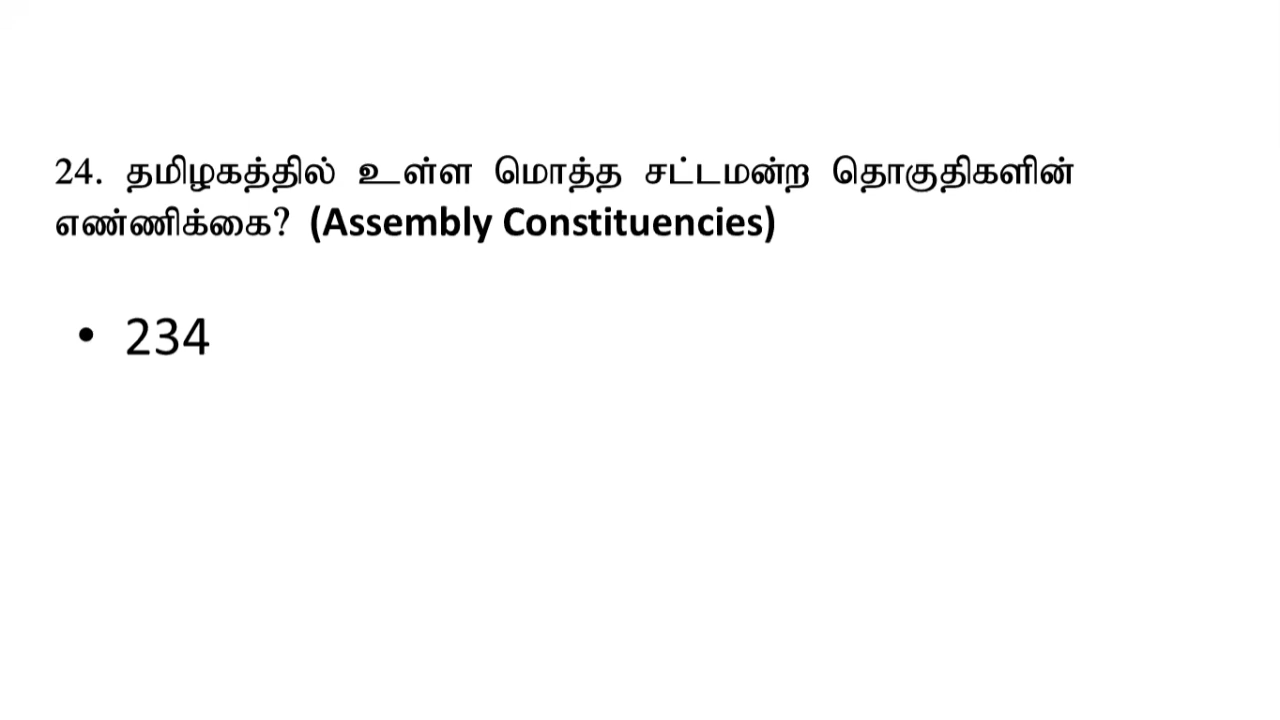 24. தமிழகத்தில் உள்ள மொத்த சட்டமன்ற தொகுதிகளின்
எண்ணிக்கை? (Assembly Constituencies)
• 234